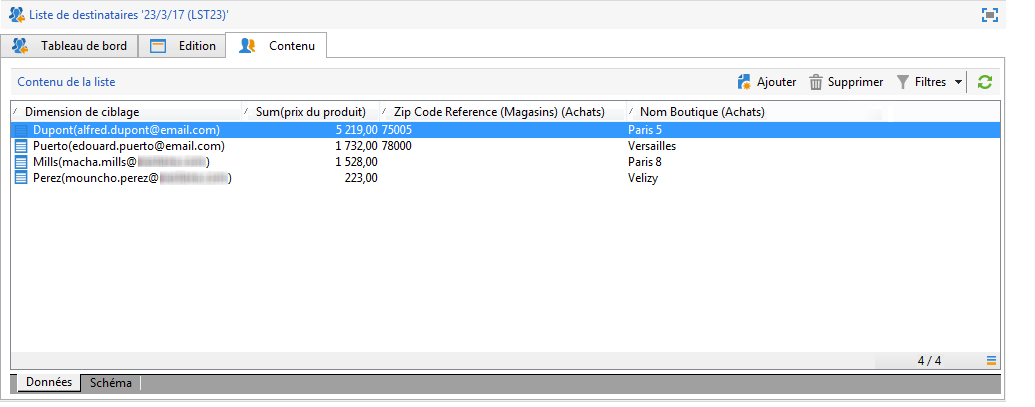 Liste de destinataires '23/3/17 (LST23)'
Tableau de bord Edition Contenu
Contenu de la liste Ajouter Supprimer Filtres
Dimension de ciblage Sum(prix du produit) Zip Code Reference (Magasins) (Achats) Nom Boutique (Achats)
Dupont(alfred.dupont@email.com) 5 219,00 75005 Paris 5
Puerto(edouard.puerto@email.com) 1 732,00 78000 Versailles
Mills(macha.mills@ ) 1 528,00 Paris 8
Perez(mouncho.perez@ ) 223,00 Velizy
4 / 4
Données Schéma